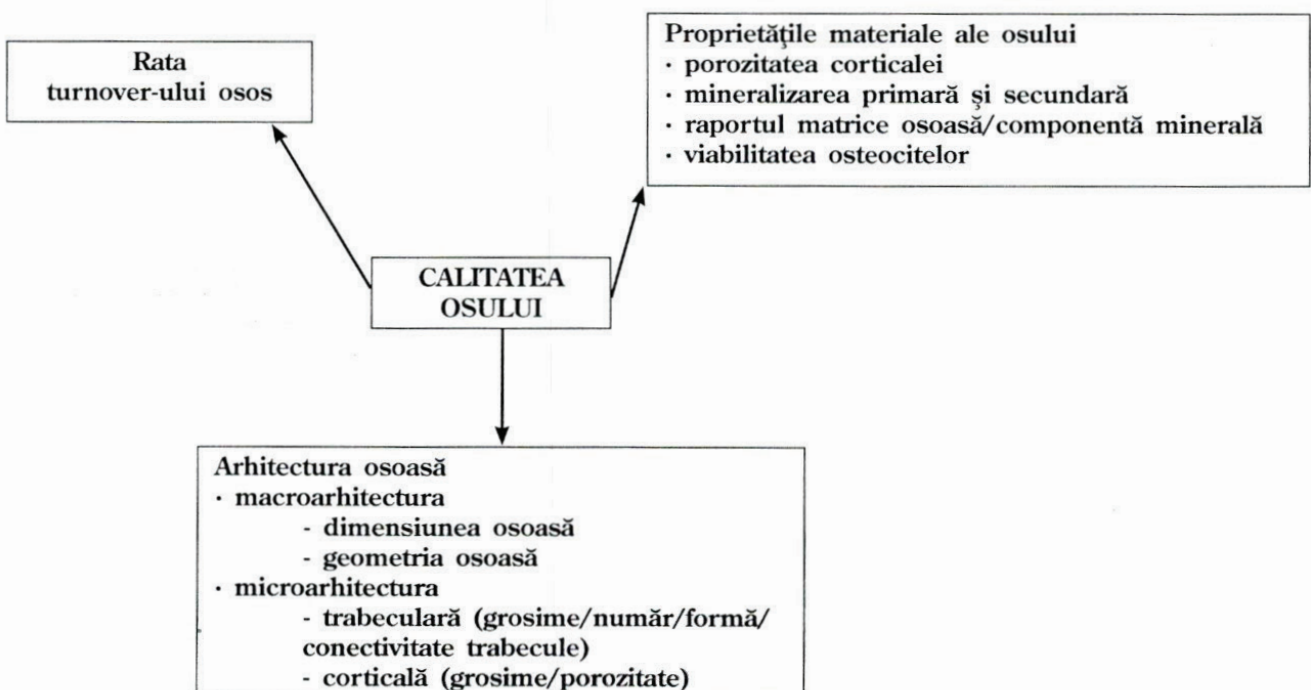 Rata
turnover-ului osos
Proprietăţile materiale ale osului
· porozitatea corticalei
· mineralizarea primară şi secundară
· raportul matrice osoasă/componentă minerală
· viabilitatea osteocitelor
CALITATEA
OSULUI
Arhitectura osoasă
· macroarhitectura
- dimensiunea osoasă
- geometria osoasă
· microarhitectura
- trabeculară (grosime/număr/formă/
conectivitate trabecule)
- corticală (grosime/porozitate)